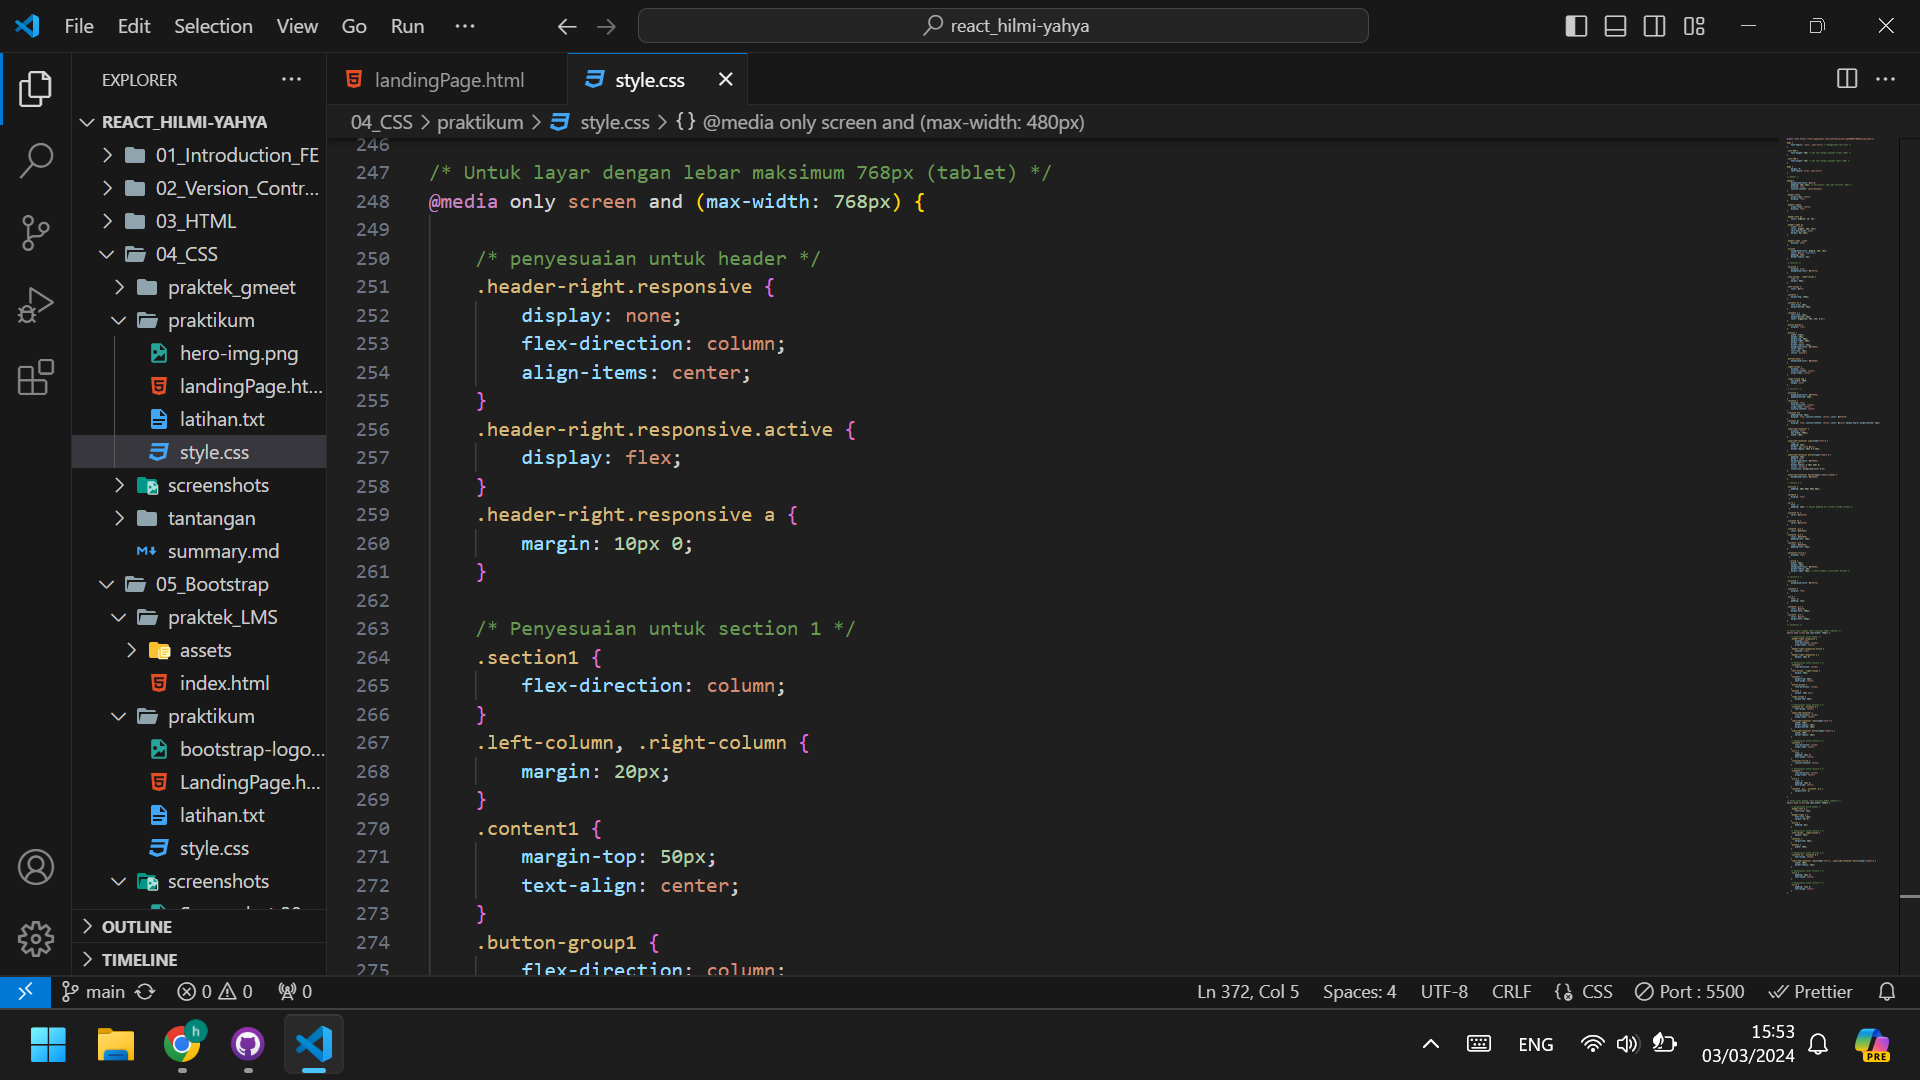 File Edit Selection View Go Run ...
react_hilmi-yahya
EXPLORER
landingPage.html
style.css
REACT_HILMI-YAHYA
04_CSS > praktikum > style.css > {} @media only screen and (max-width: 480px)
01_Introduction_FE
02_Version_Contr...
03_HTML
04_CSS
praktek_gmeet
praktikum
hero-img.png
landingPage.ht...
latihan.txt
style.css
screenshots
tantangan
summary.md
05_Bootstrap
praktek_LMS
assets
index.html
praktikum
bootstrap-logo...
LandingPage.h...
latihan.txt
style.css
screenshots
OUTLINE
TIMELINE
246
247 /* Untuk layar dengan lebar maksimum 768px (tablet) */
248 @media only screen and (max-width: 768px) {
249
250 /* penyesuaian untuk header */
251 .header-right.responsive {
252 display: none;
253 flex-direction: column;
254 align-items: center;
255 }
256 .header-right.responsive.active {
257 display: flex;
258 }
259 .header-right.responsive a {
260 margin: 10px 0;
261 }
262
263 /* Penyesuaian untuk section 1 */
264 .section1 {
265 flex-direction: column;
266 }
267 .left-column, .right-column {
268 margin: 20px;
269 }
270 .content1 {
271 margin-top: 50px;
272 text-align: center;
273 }
274 .button-group1 {
275 flex-direction: column;
main 0 0 0
Ln 372, Col 5 Spaces: 4 UTF-8 CRLF CSS Port : 5500 Prettier
h
ENG
15:53
03/03/2024
PRE